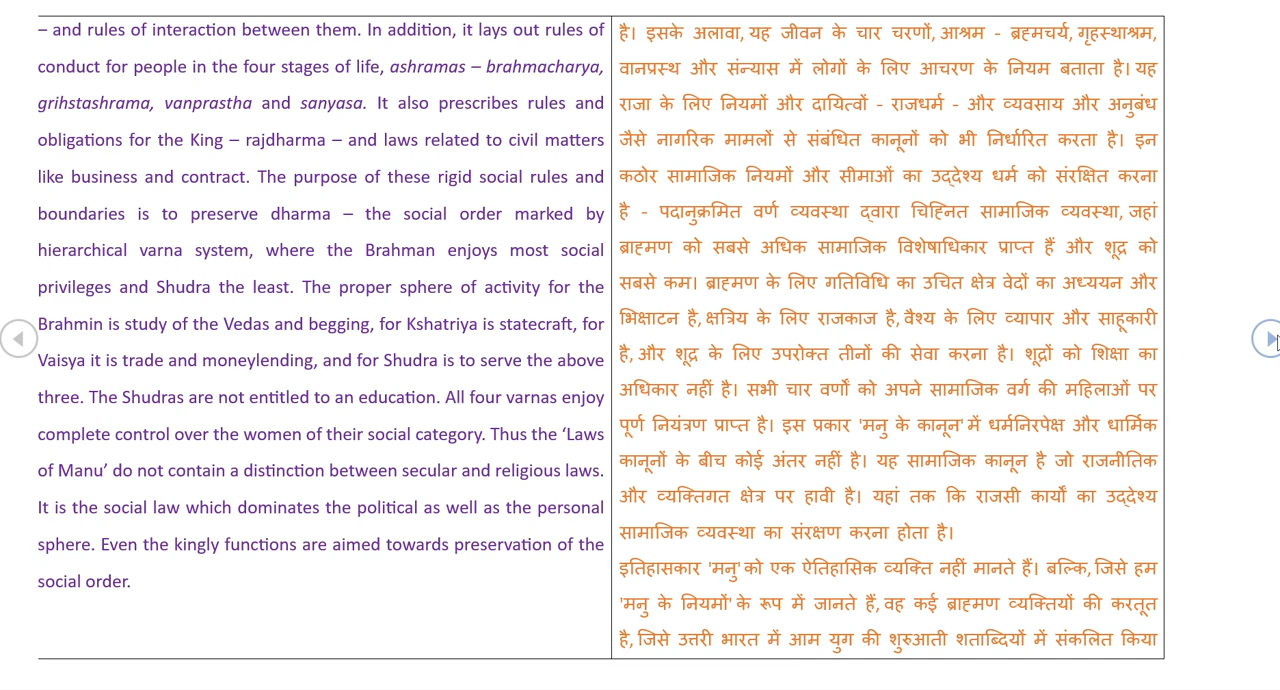 – and rules of interaction between them. In addition, it lays out rules of
conduct for people in the four stages of life, ashramas – brahmacharya,
grihstashrama, vanprastha and sanyasa. It also prescribes rules and
obligations for the King – rajdharma – and laws related to civil matters
like business and contract. The purpose of these rigid social rules and
boundaries is to preserve dharma – the social order marked by
hierarchical varna system, where the Brahman enjoys most social
privileges and Shudra the least. The proper sphere of activity for the
Brahmin is study of the Vedas and begging, for Kshatriya is statecraft, for
Vaisya it is trade and moneylending, and for Shudra is to serve the above
three. The Shudras are not entitled to an education. All four varnas enjoy
complete control over the women of their social category. Thus the ‘Laws
of Manu’ do not contain a distinction between secular and religious laws.
It is the social law which dominates the political as well as the personal
sphere. Even the kingly functions are aimed towards preservation of the
social order.
है। इसके अलावा, यह जीवन के चार चरणों, आश्रम - ब्रह्मचर्य, गृहस्थाश्रम,
वानप्रस्थ और संन्यास में लोगों के लिए आचरण के नियम बताता है। यह
राजा के लिए नियमों और दायित्वों - राजधर्म - और व्यवसाय और अनुबंध
जैसे नागरिक मामलों से संबंधित कानूनों को भी निर्धारित करता है। इन
कठोर सामाजिक नियमों और सीमाओं का उद्देश्य धर्म को संरक्षित करना
है - पदानुक्रमित वर्ण व्यवस्था द्वारा चिह्नित सामाजिक व्यवस्था, जहां
ब्राह्मण को सबसे अधिक सामाजिक विशेषाधिकार प्राप्त हैं और शूद्र को
सबसे कम। ब्राह्मण के लिए गतिविधि का उचित क्षेत्र वेदों का अध्ययन और
भिक्षाटन है, क्षत्रिय के लिए राजकाज है, वैश्य के लिए व्यापार और साहूकारी
है, और शूद्र के लिए उपरोक्त तीनों की सेवा करना है। शूद्रों को शिक्षा का
अधिकार नहीं है। सभी चार वर्णों को अपने सामाजिक वर्ग की महिलाओं पर
पूर्ण नियंत्रण प्राप्त है। इस प्रकार 'मनु के कानून' में धर्मनिरपेक्ष और धार्मिक
कानूनों के बीच कोई अंतर नहीं है। यह सामाजिक कानून है जो राजनीतिक
और व्यक्तिगत क्षेत्र पर हावी है। यहां तक कि राजसी कार्यों का उद्देश्य
सामाजिक व्यवस्था का संरक्षण करना होता है।
इतिहासकार 'मनु' को एक ऐतिहासिक व्यक्ति नहीं मानते हैं। बल्कि, जिसे हम
'मनु के नियमों' के रूप में जानते हैं, वह कई ब्राह्मण व्यक्तियों की करतूत
है, जिसे उत्तरी भारत में आम युग की शुरुआती शताब्दियों में संकलित किया